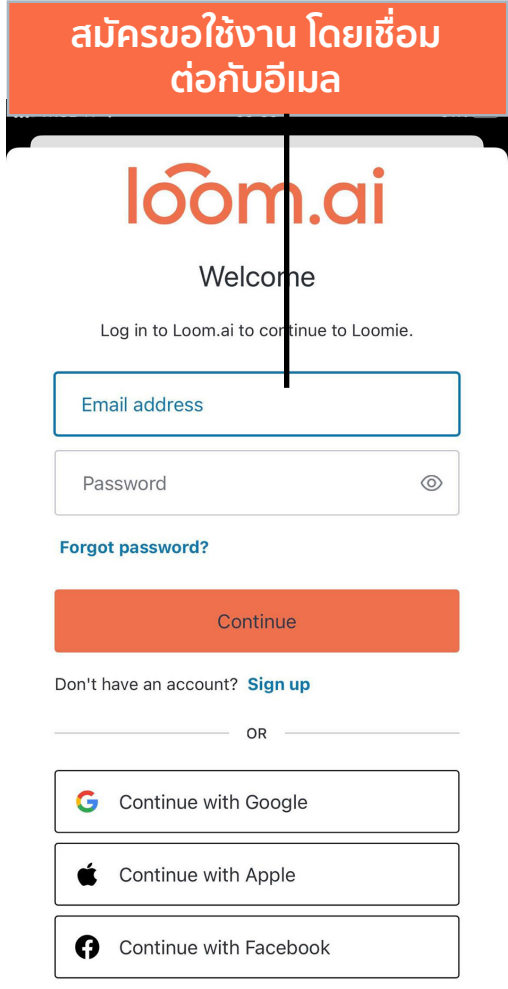 สมัครขอใช้งาน โดยเชื่อม
ต่อกับอีเมล
loom.ai
Welcome
Log in to Loom.ai to continue to Loomie.
Email address
Password
Forgot password?
Continue
Don't have an account? Sign up
OR
Continue with Google
Continue with Apple
Continue with Facebook